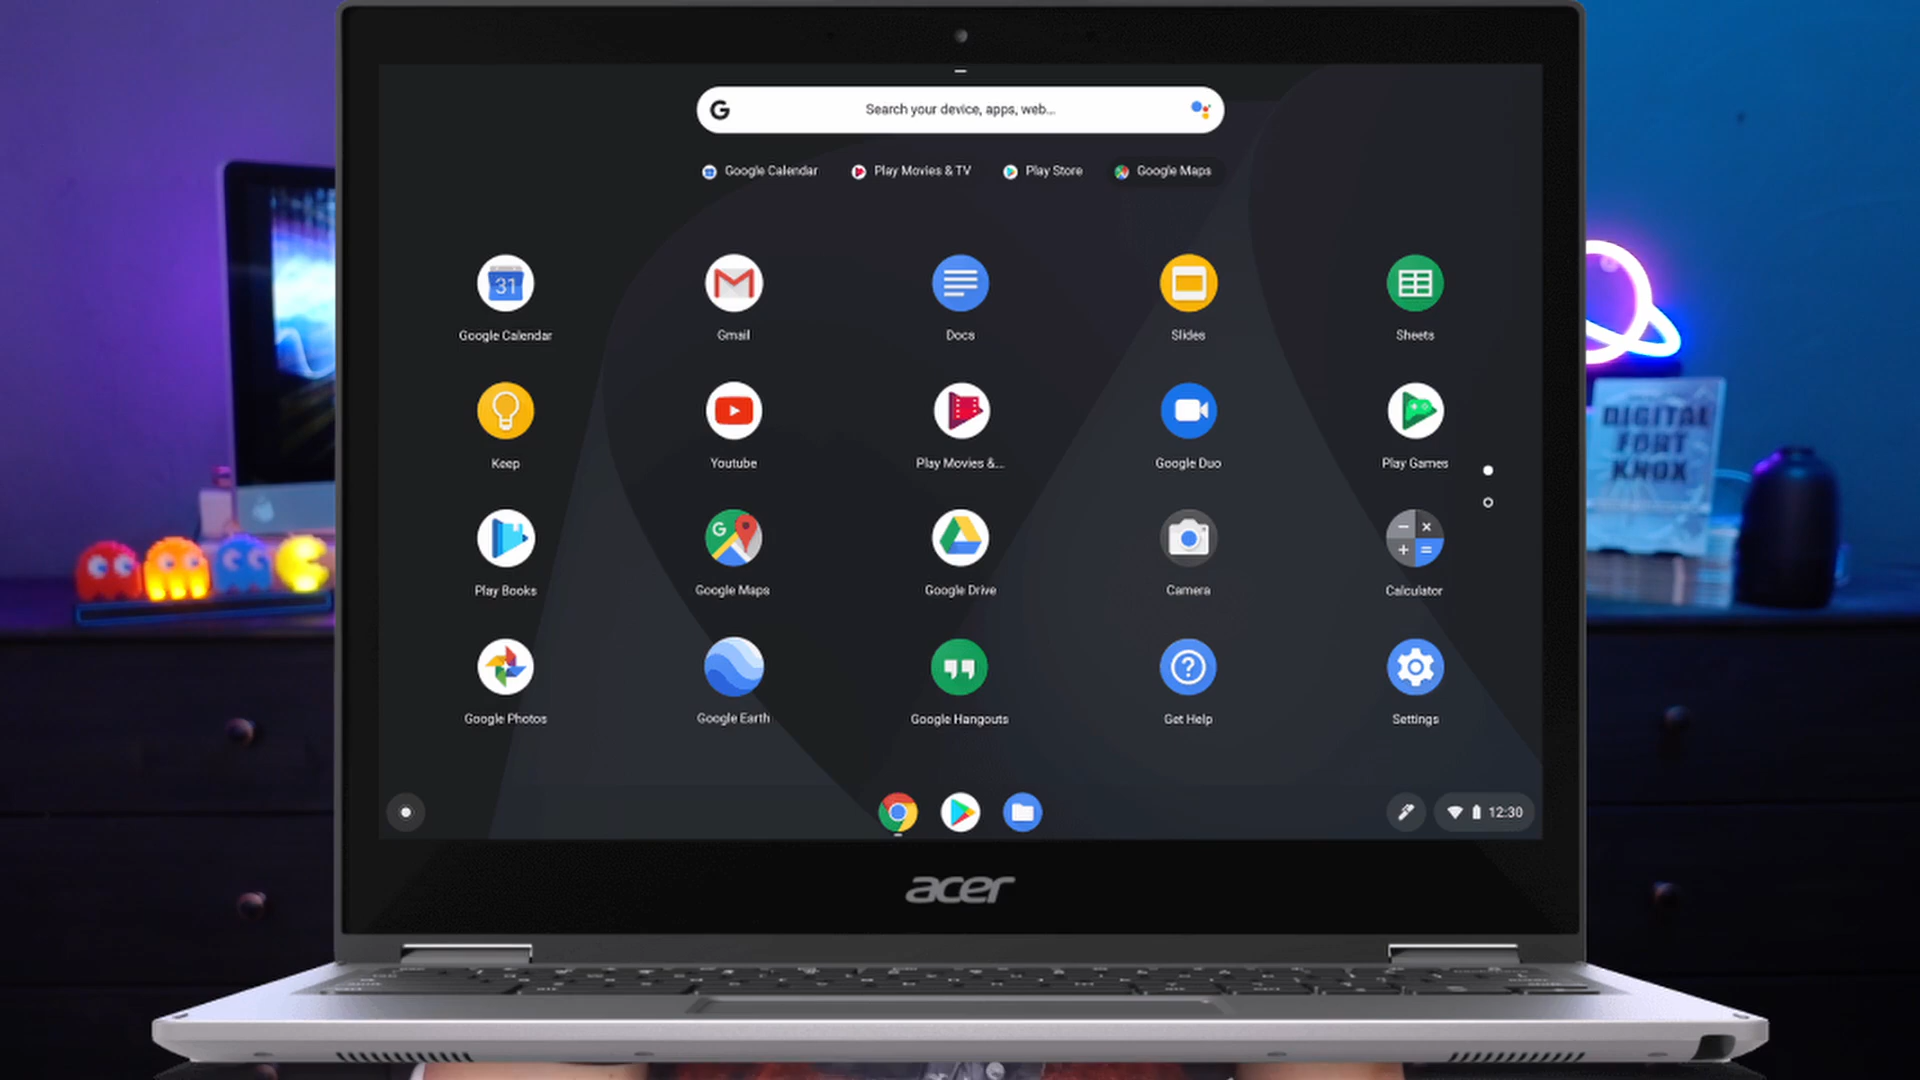 Search your device, apps, web...
Google Calendar Play Movies & TV Play Store Google Maps
31
Google Calendar Gmail Docs Slides Sheets
Keep Youtube Play Movies &... Google Duo Play Games
G
Play Books Google Maps Google Drive Camera Calculator
Google Photos Google Earth Google Hangouts Get Help Settings
12:30
acer
DIGITAL
FORT
KNOX